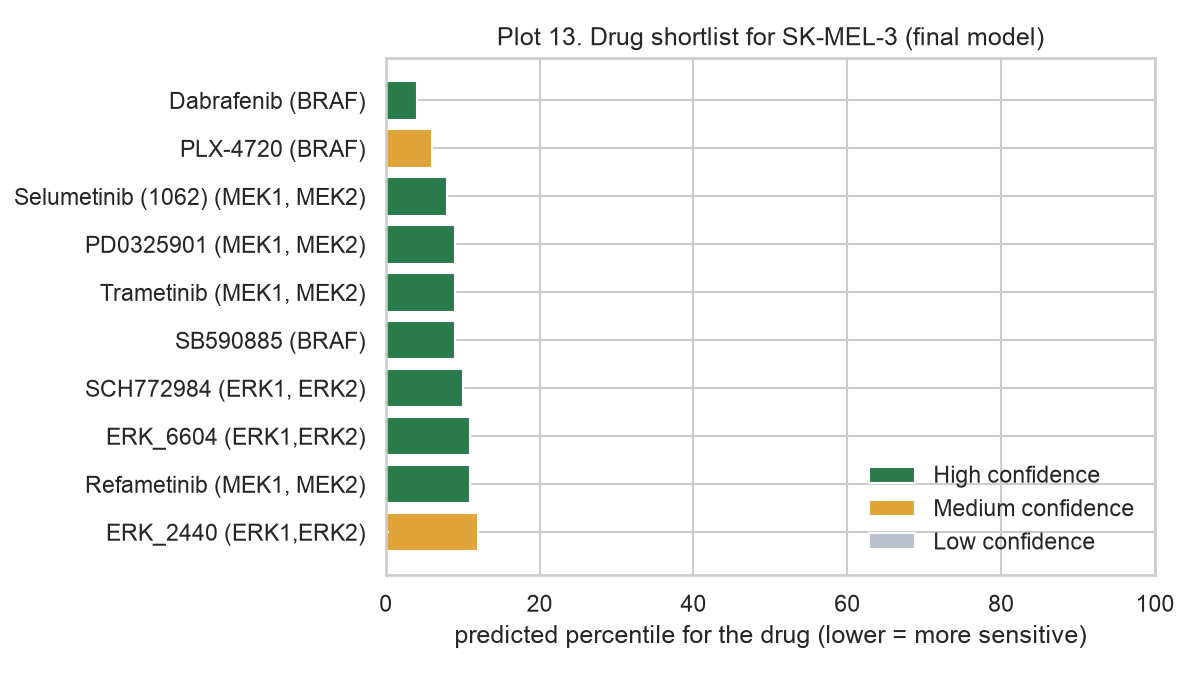 Plot 13. Drug shortlist for SK-MEL-3 (final model)
Dabrafenib (BRAF)
PLX-4720 (BRAF)
Selumetinib (1062) (MEK1, MEK2)
PD0325901 (MEK1, MEK2)
Trametinib (MEK1, MEK2)
SB590885 (BRAF)
SCH772984 (ERK1, ERK2)
ERK_6604 (ERK1,ERK2)
Refametinib (MEK1, MEK2)
ERK_2440 (ERK1,ERK2)
High confidence
Medium confidence
Low confidence
0 20 40 60 80 100
predicted percentile for the drug (lower = more sensitive)